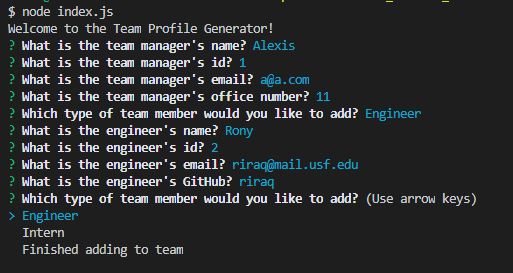 $ node index.js
Welcome to the Team Profile Generator!
? What is the team manager's name? Alexis
? What is the team manager's id? 1
? What is the team manager's email? a@a.com
? What is the team manager's office number? 11
? Which type of team member would you like to add? Engineer
? What is the engineer's name? Rony
? What is the engineer's id? 2
? What is the engineer's email? riraq@mail.usf.edu
? What is the engineer's GitHub? riraq
? Which type of team member would you like to add? (Use arrow keys)
> Engineer
Intern
Finished adding to team